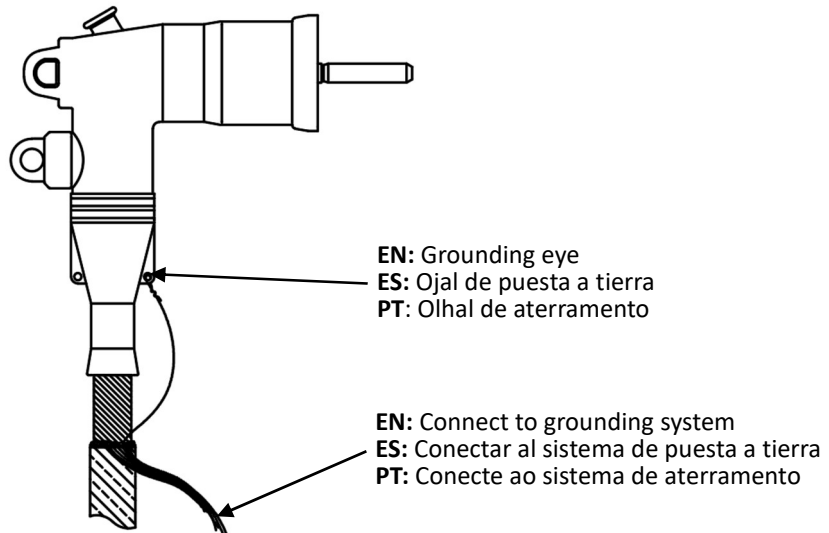 EN: Grounding eye
ES: Ojal de puesta a tierra
PT: Olhal de aterramento
EN: Connect to grounding system
ES: Conectar al sistema de puesta a tierra
PT: Conecte ao sistema de aterramento